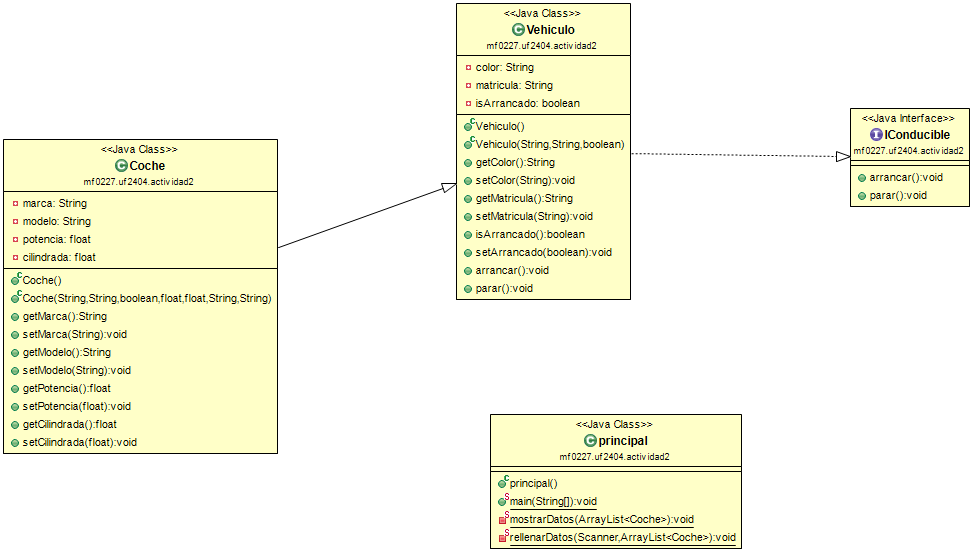 <<Java Class>>
Vehiculo
mf0227.uf2404.actividad2
color: String
matricula: String
isArrancado: boolean
Vehiculo()
Vehiculo(String,String,boolean)
getColor():String
setColor(String):void
getMatricula():String
setMatricula(String):void
isArrancado():boolean
setArrancado(boolean):void
arrancar():void
parar():void
<<Java Interface>>
IConducible
mf0227.uf2404.actividad2
arrancar():void
parar():void
<<Java Class>>
Coche
mf0227.uf2404.actividad2
marca: String
modelo: String
potencia: float
cilindrada: float
Coche()
Coche(String,String,boolean,float,float,String,String)
getMarca():String
setMarca(String):void
getModelo():String
setModelo(String):void
getPotencia():float
setPotencia(float):void
getCilindrada():float
setCilindrada(float):void
<<Java Class>>
principal
mf0227.uf2404.actividad2
principal()
main(String[]):void
mostrarDatos(ArrayList<Coche>):void
rellenarDatos(Scanner,ArrayList<Coche>):void